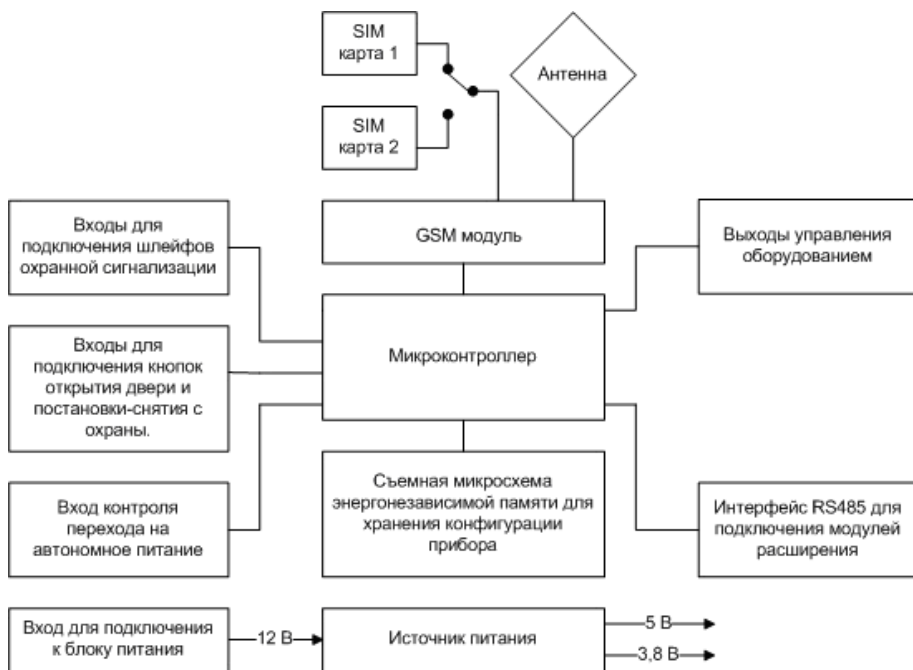 SIM
карта 1
Антенна
SIM
карта 2
Входы для
подключения шлейфов
охранной сигнализации
GSM модуль
Выходы управления
оборудованием
Входы для
подключения кнопок
открытия двери и
постановки-снятия с
охраны.
Микроконтроллер
Вход контроля
перехода на
автономное питание
Съемная микросхема
энергонезависимой памяти для
хранения конфигурации
прибора
Интерфейс RS485 для
подключения модулей
расширения
Вход для подключения
к блоку питания
12 В
Источник питания
5 В
3,8 В